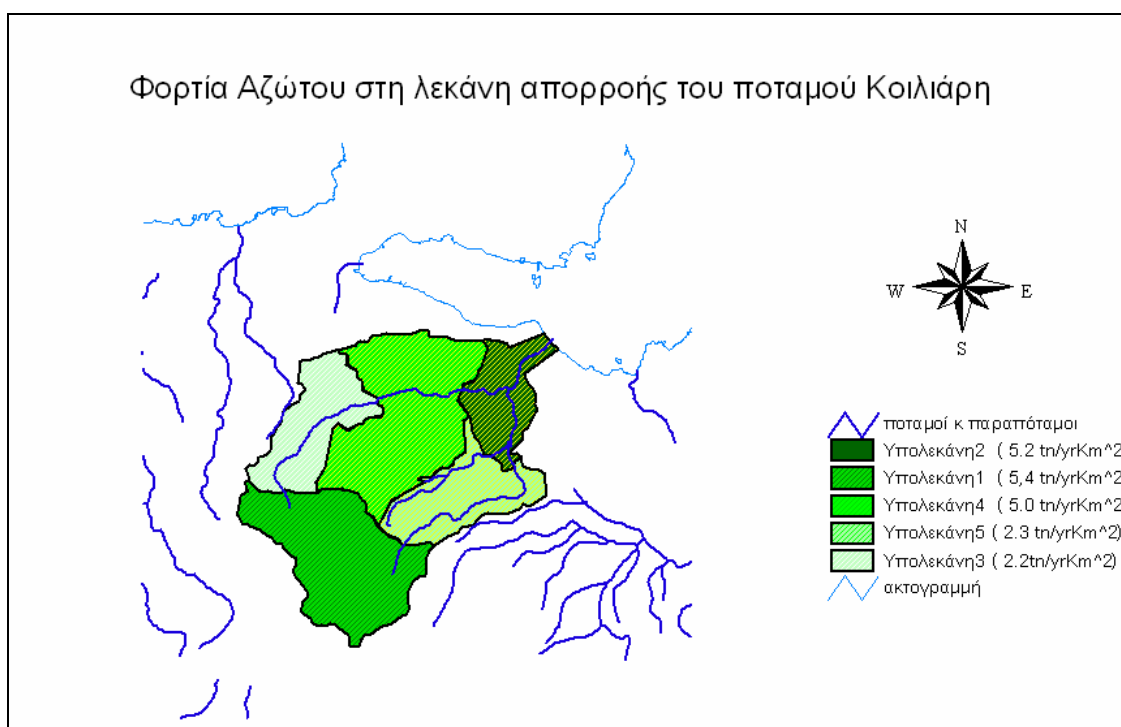 Φορτία Αζώτου στη λεκάνη απορροής του ποταμού Κοιλιάρη
N
W E
S
ποταμοί κ παραπόταμοι
Υπολεκάνη2 ( 5.2 tn/yrKm^2
Υπολεκάνη1 ( 5,4 tn/yrKm^2
Υπολεκάνη4 ( 5.0 tn/yrKm^2
Υπολεκάνη5 ( 2.3 tn/yrKm^2)
Υπολεκάνη3 ( 2.2tn/yrKm^2)
ακτογραμμή